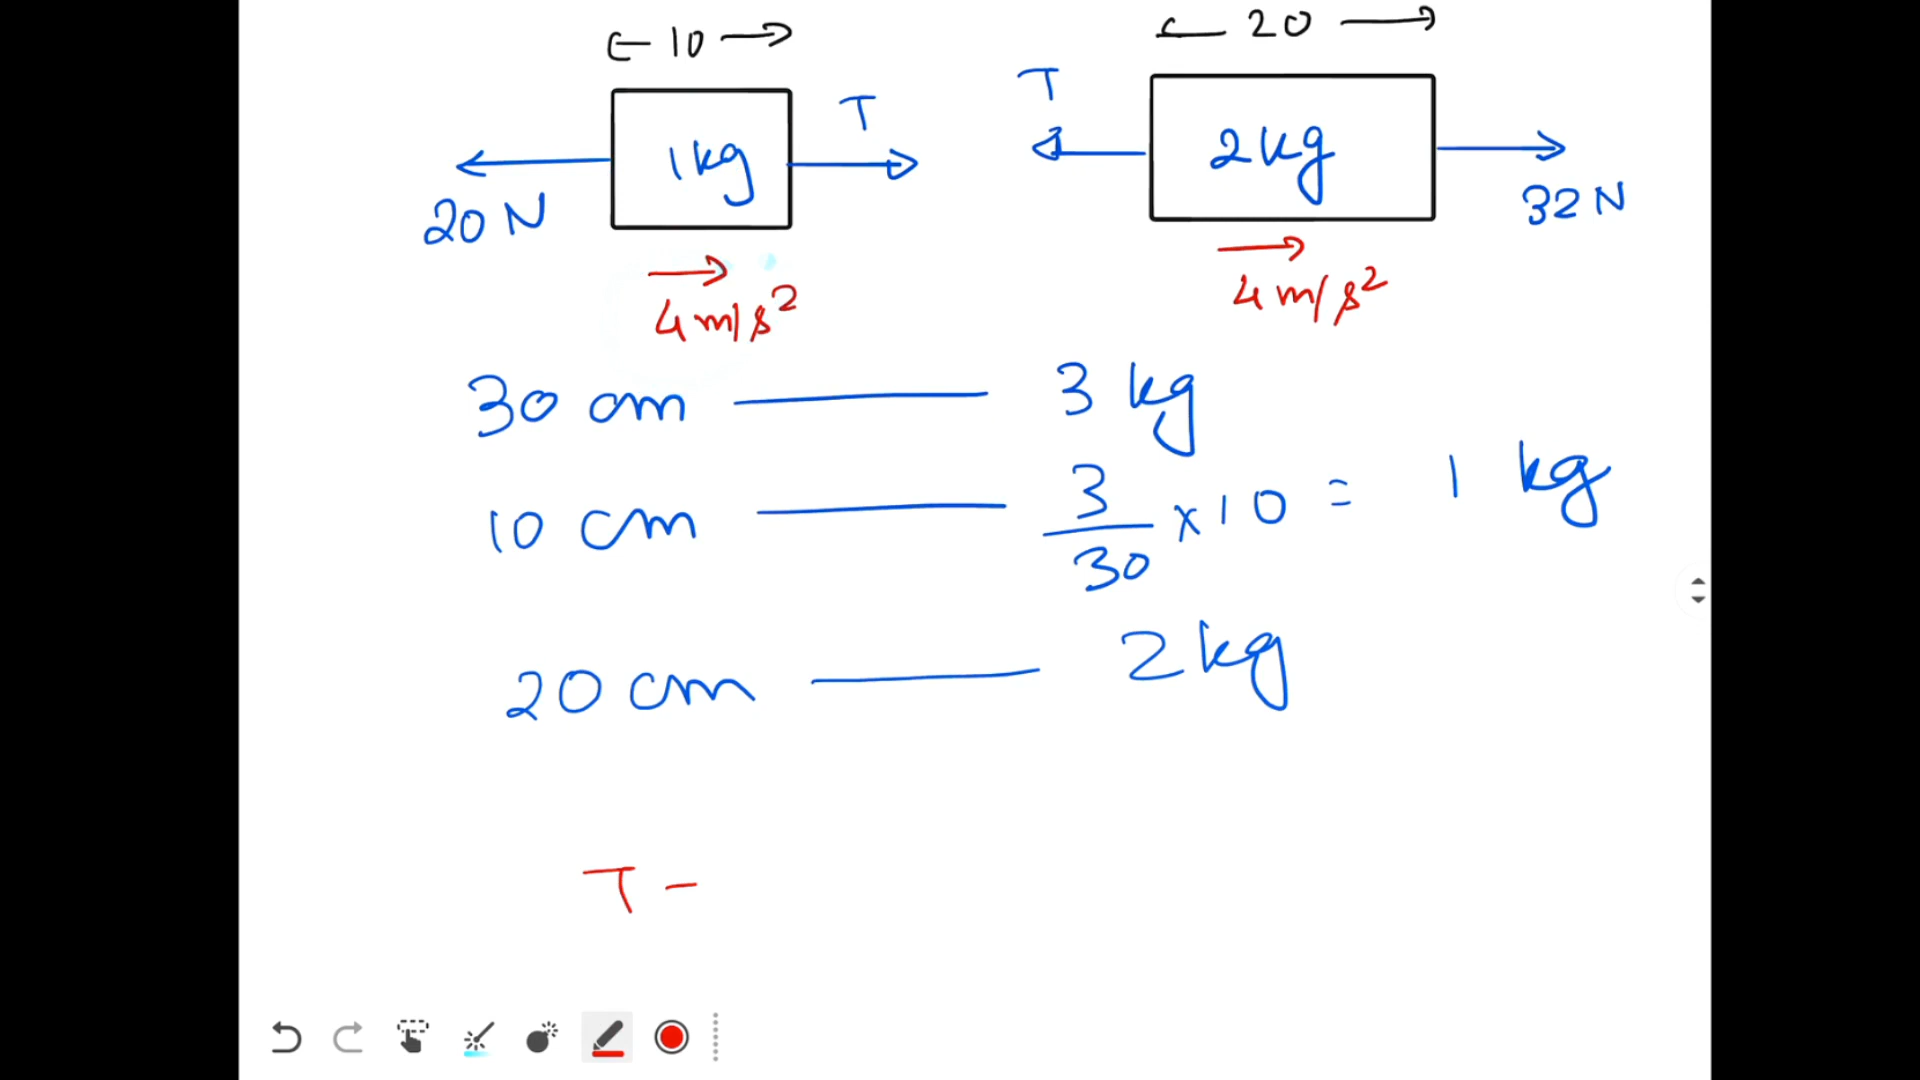 ← 10 →
← 20 →
T
T
1kg
2kg
20 N
32 N
4 m/s²
4 m/s²
30 cm — 3 kg
10 cm — 3/30 x 10 = 1 kg
20 cm — 2 kg
T -